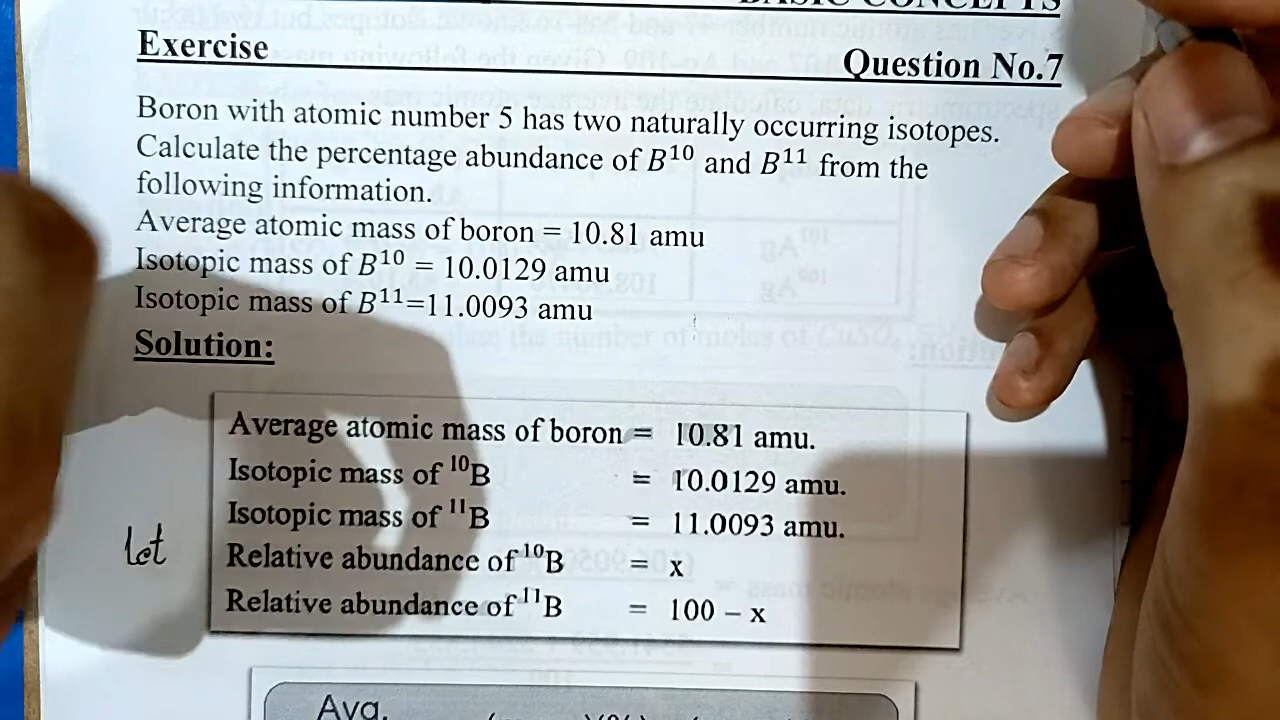 BASIC CONCEPTS
Exercise Question No.7
Boron with atomic number 5 has two naturally occurring isotopes.
Calculate the percentage abundance of B¹⁰ and B¹¹ from the
following information.
Average atomic mass of boron = 10.81 amu
Isotopic mass of B¹⁰ = 10.0129 amu
Isotopic mass of B¹¹=11.0093 amu
Solution:
Average atomic mass of boron = 10.81 amu.
Isotopic mass of ¹⁰B = 10.0129 amu.
Isotopic mass of ¹¹B = 11.0093 amu.
let Relative abundance of ¹⁰B = x
Relative abundance of ¹¹B = 100 – x
Avg.